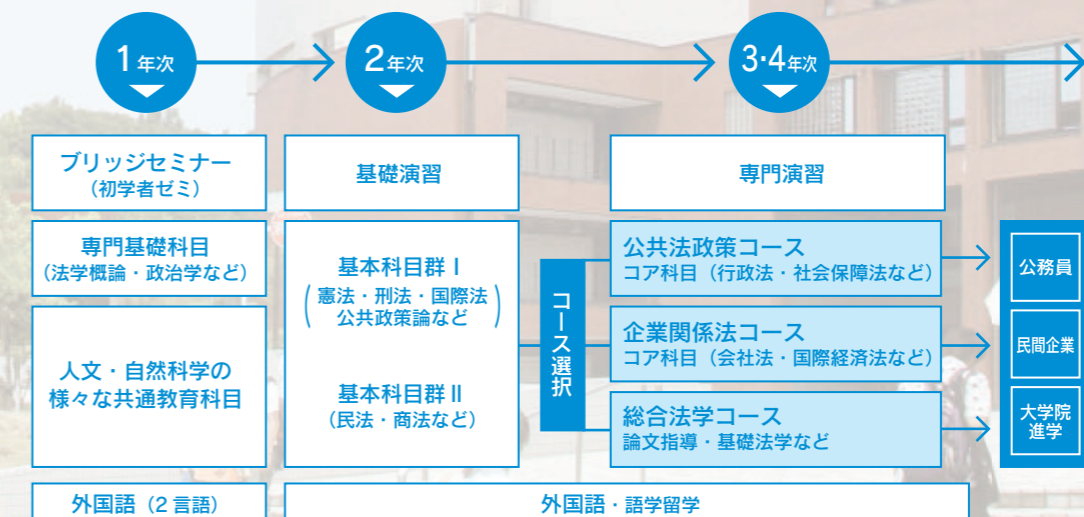 1年次
2年次
3·4年次
ブリッジセミナー
（初学者ゼミ）
基礎演習
専門演習
専門基礎科目
（法学概論・政治学など）
人文・自然科学の
様々な共通教育科目
基本科目群Ⅰ
（憲法・刑法・国際法
公共政策論など）
基本科目群Ⅱ
（民法・商法など）
コース選択
公共法政策コース
コア科目（行政法・社会保障法など）
企業関係法コース
コア科目（会社法・国際経済法など）
総合法学コース
論文指導・基礎法学など
公務員
民間企業
大学院
進学
外国語（2言語）
外国語・語学留学